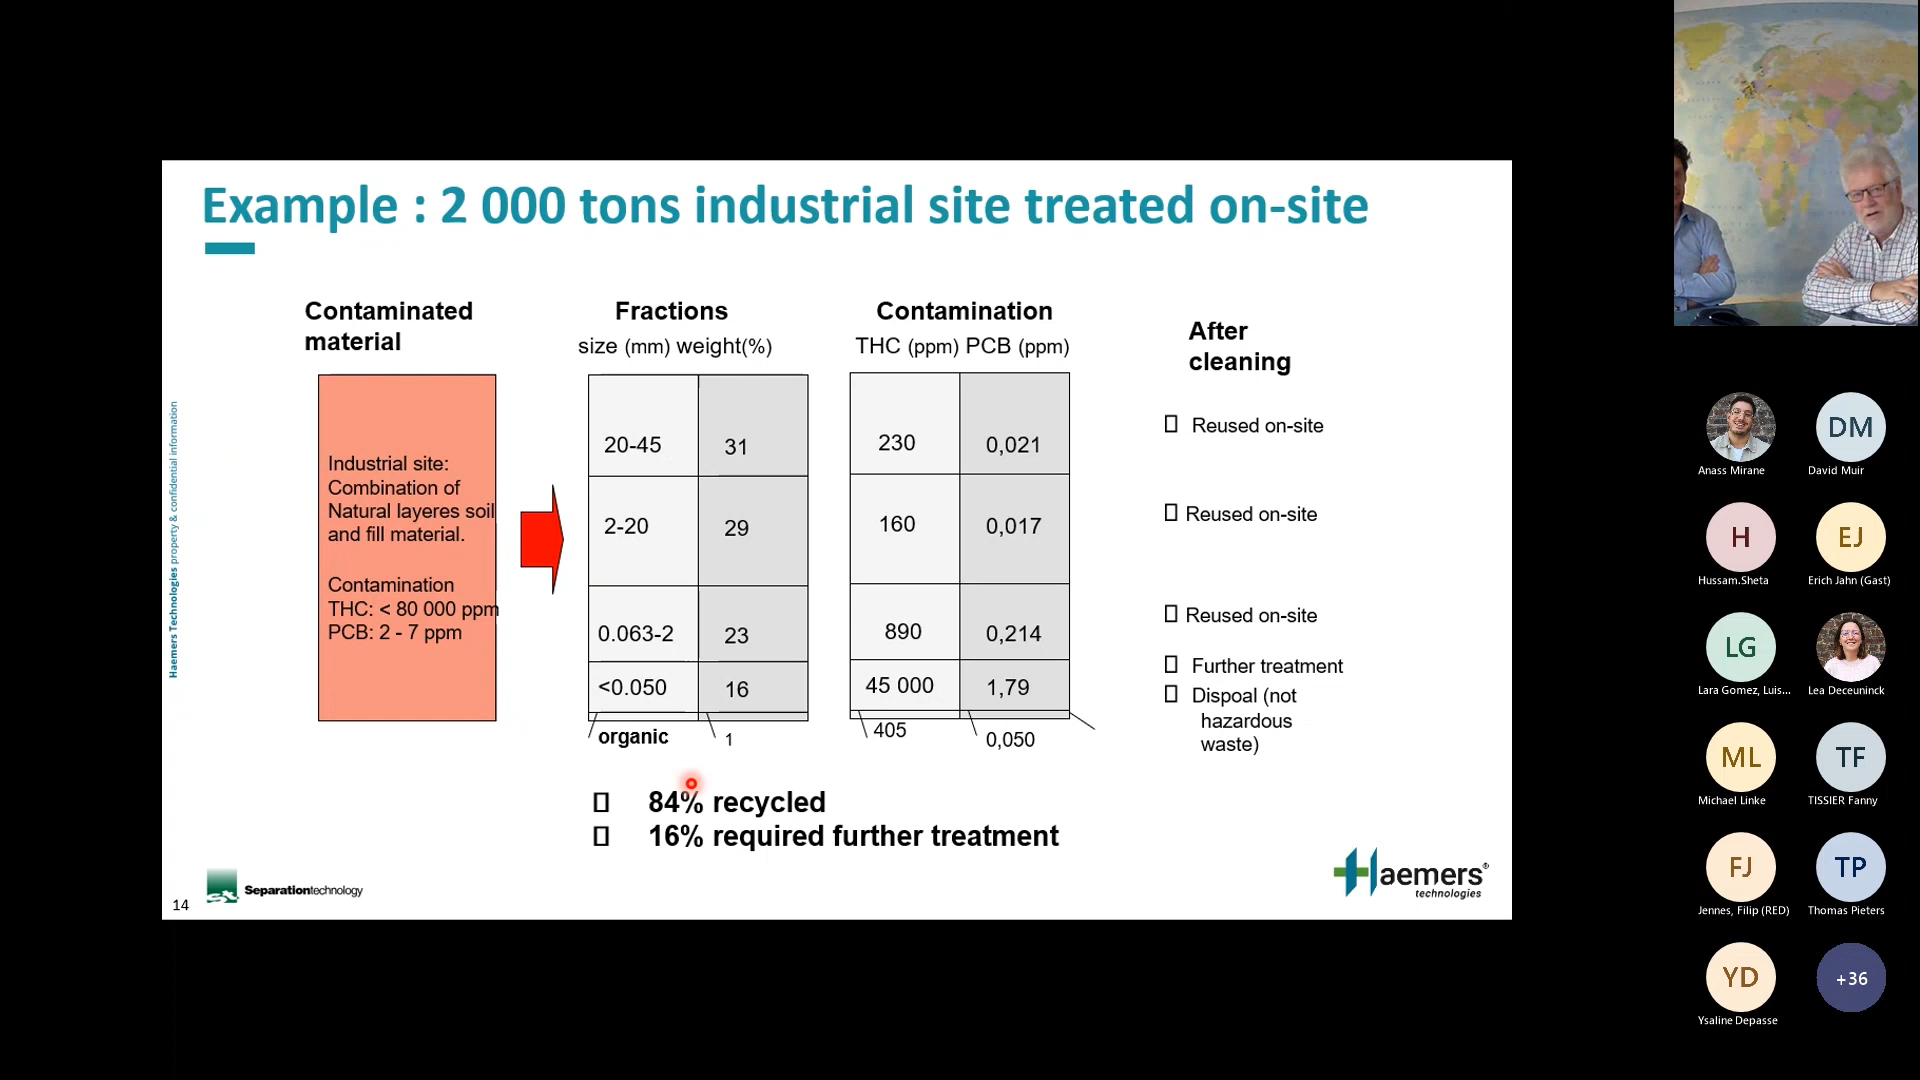 Example : 2 000 tons industrial site treated on-site
Contaminated
material
Fractions
size (mm) weight(%)
Contamination
THC (ppm) PCB (ppm)
After
cleaning
Industrial site:
Combination of
Natural layeres soil
and fill material.
Contamination
THC: < 80 000 ppm
PCB: 2 - 7 ppm
20-45 31 230 0,021 Reused on-site
2-20 29 160 0,017 Reused on-site
0.063-2 23 890 0,214 Reused on-site
<0.050 16 45 000 1,79 Further treatment
organic 1 405 0,050 Dispoal (not
hazardous
waste)
84% recycled
16% required further treatment
Haemers Technologies property & confidential information
14
st Separationtechnology
Haemers®
technologies
Anass Mirane
DM
David Muir
H
Hussam.Sheta
EJ
Erich Jahn (Gast)
LG
Lara Gomez, Luis...
Lea Deceuninck
ML
Michael Linke
TF
TISSIER Fanny
FJ
Jennes, Filip (RED)
TP
Thomas Pieters
YD
Ysaline Depasse
+36